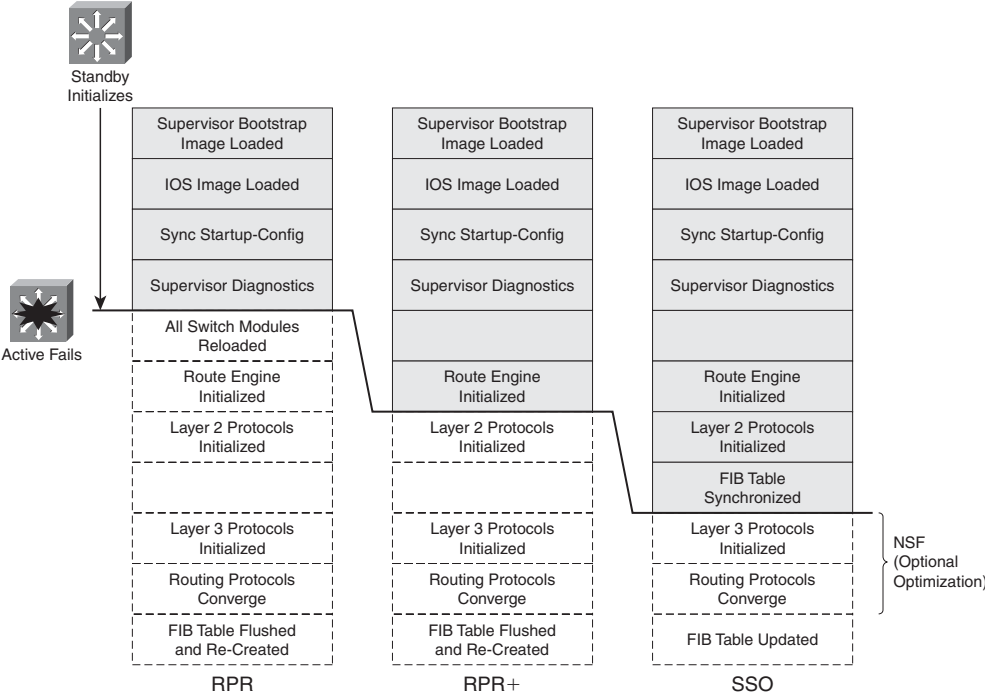 Standby
Initializes
Active Fails
Supervisor Bootstrap
Image Loaded
IOS Image Loaded
Sync Startup-Config
Supervisor Diagnostics
All Switch Modules
Reloaded
Route Engine
Initialized
Layer 2 Protocols
Initialized
Layer 3 Protocols
Initialized
Routing Protocols
Converge
FIB Table Flushed
and Re-Created
RPR
Supervisor Bootstrap
Image Loaded
IOS Image Loaded
Sync Startup-Config
Supervisor Diagnostics
Route Engine
Initialized
Layer 2 Protocols
Initialized
Layer 3 Protocols
Initialized
Routing Protocols
Converge
FIB Table Flushed
and Re-Created
RPR+
Supervisor Bootstrap
Image Loaded
IOS Image Loaded
Sync Startup-Config
Supervisor Diagnostics
Route Engine
Initialized
Layer 2 Protocols
Initialized
FIB Table
Synchronized
Layer 3 Protocols
Initialized
Routing Protocols
Converge
FIB Table Updated
SSO
NSF
(Optional
Optimization)